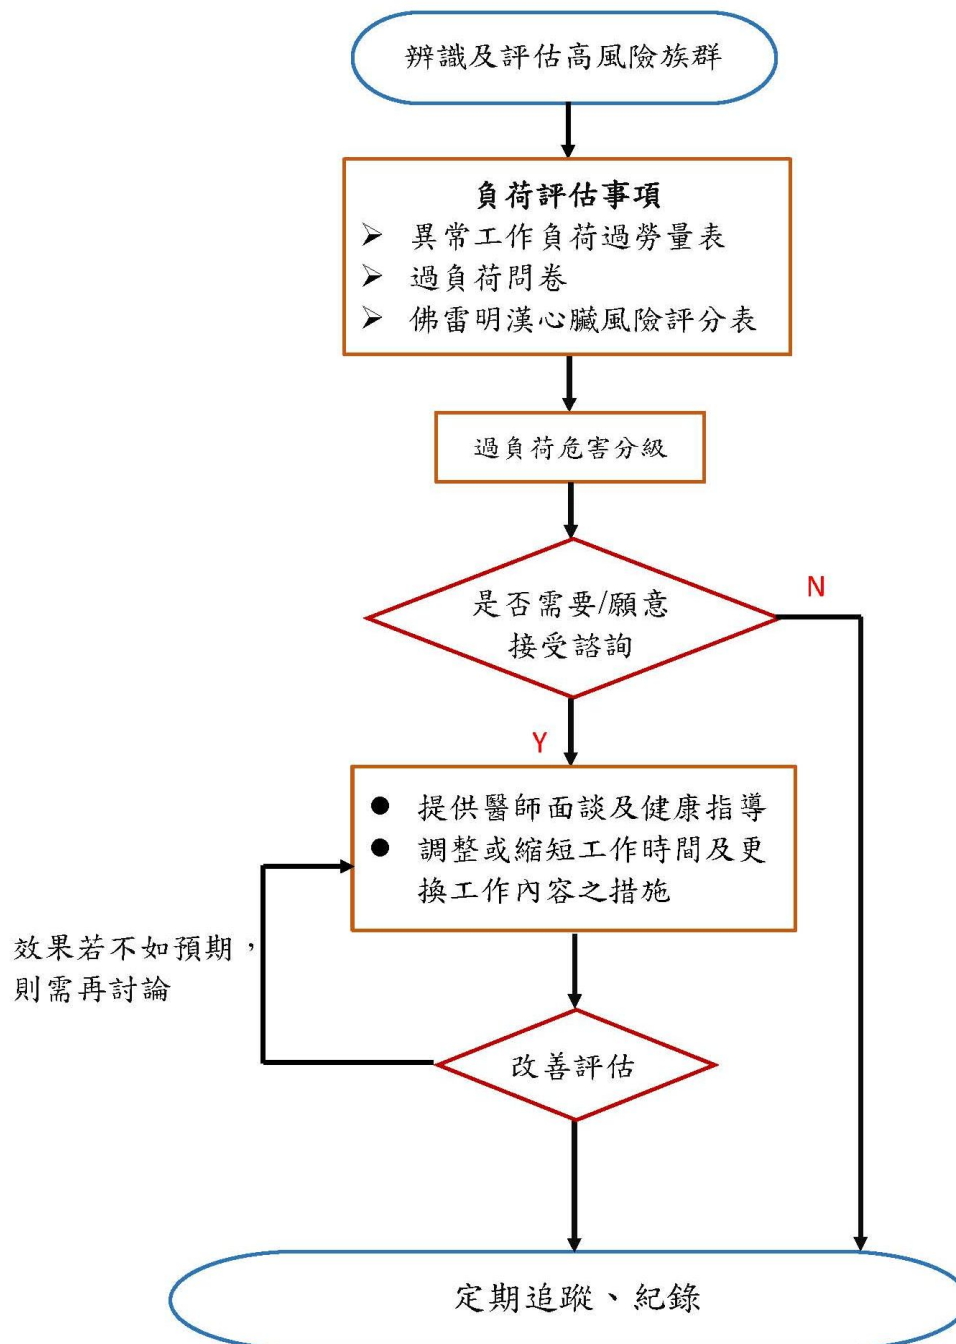 辨識及評估高風險族群
負荷評估事項
➢ 異常工作負荷過勞量表
➢ 過負荷問卷
➢ 佛雷明漢心臟風險評分表
過負荷危害分級
是否需要/願意
接受諮詢
N
Y
● 提供醫師面談及健康指導
● 調整或縮短工作時間及更
換工作內容之措施
效果若不如預期，
則需再討論
改善評估
定期追蹤、紀錄